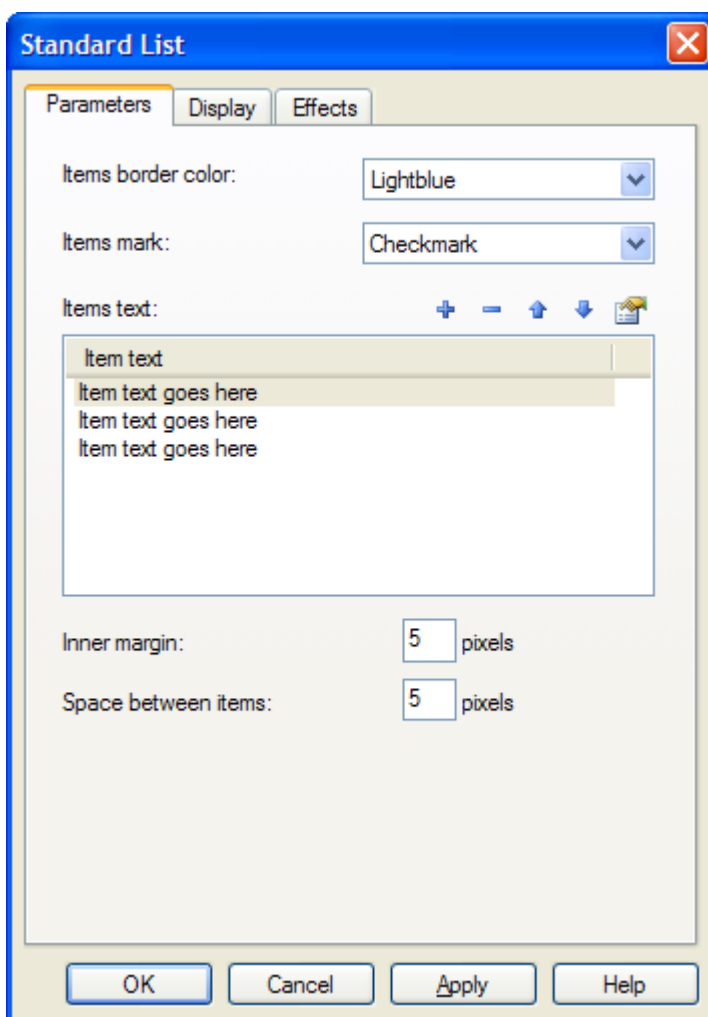 Standard List
Parameters Display Effects
Items border color: Lightblue
Items mark: Checkmark
Items text:
Item text
Item text goes here
Item text goes here
Item text goes here
Inner margin: 5 pixels
Space between items: 5 pixels
OK Cancel Apply Help